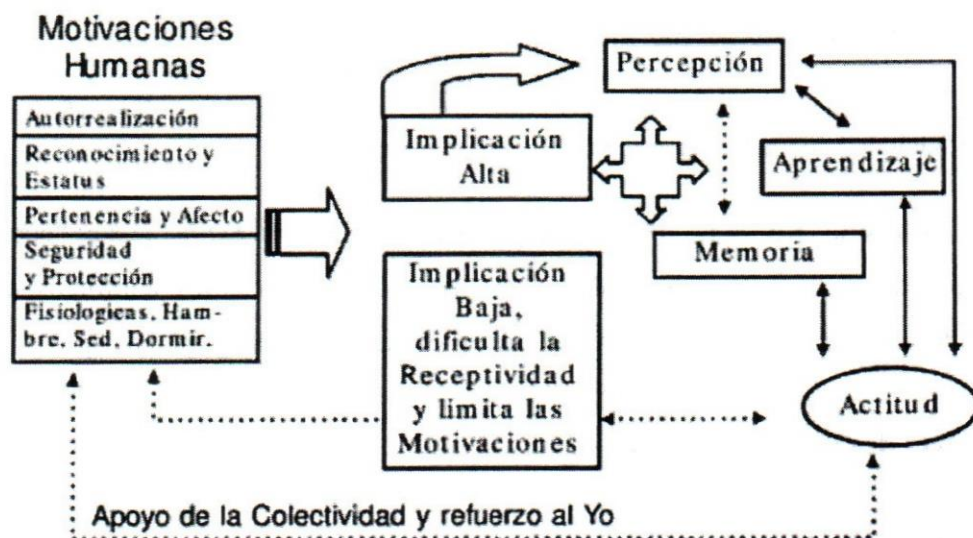 Motivaciones
Humanas
Autorrealización
Reconocimiento y
Estatus
Pertenencia y Afecto
Seguridad
y Protección
Fisiologicas, Ham-
bre, Sed, Dormir.
Implicación
Alta
Implicación
Baja,
dificulta la
Receptividad
y limita las
Motivaciones
Percepción
Aprendizaje
Memoria
Actitud
Apoyo de la Colectividad y refuerzo al Yo